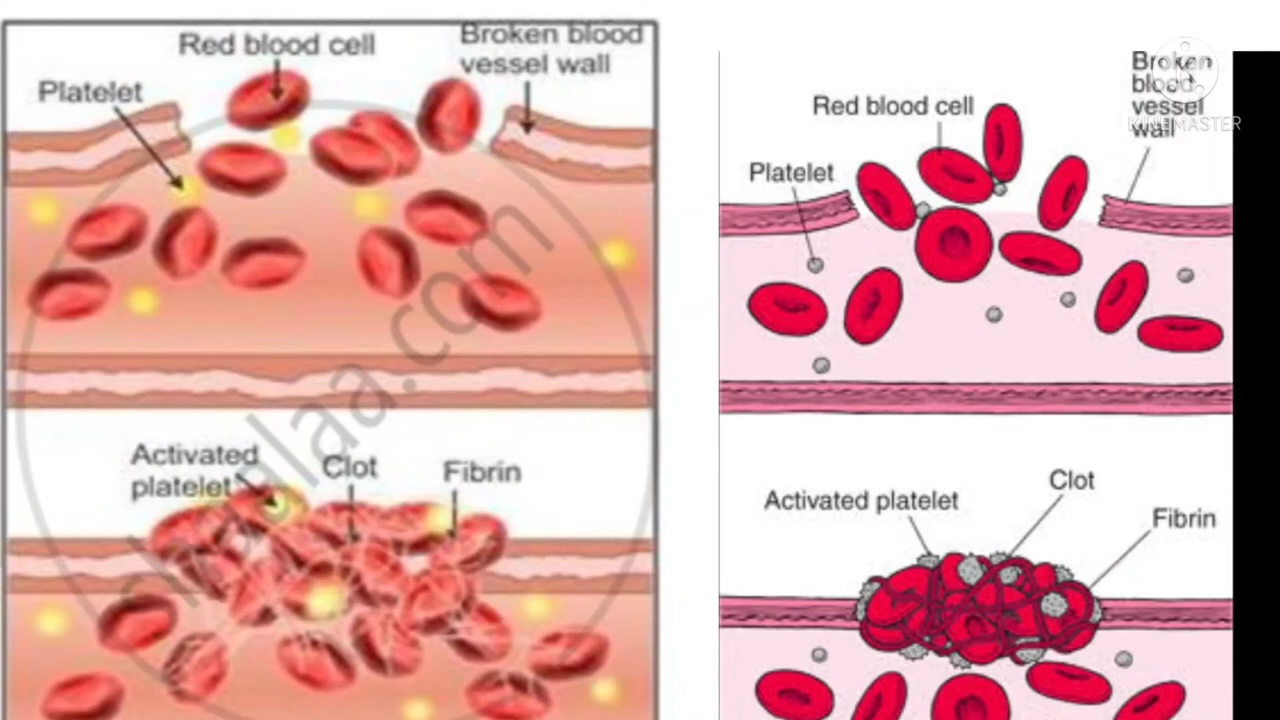 Red blood cell
Broken blood
vessel wall
Platelet
Activated
platelet
Clot
Fibrin
Red blood cell
Broken
blood
vessel
wall
Platelet
KINEMASTER
Activated platelet
Clot
Fibrin